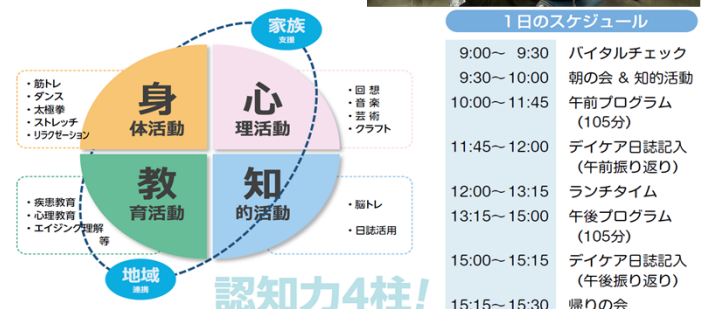 家族
支援
身
体活動
・筋トレ
・ダンス
・太極拳
・ストレッチ
・リラクゼーション
心
理活動
・回想
・音楽
・芸術
・クラフト
教
育活動
・疾患教育
・心理教育
・エイジング理解
等
知
的活動
・脳トレ
・日誌活用
地域
連携
認知力4柱!
1日のスケジュール
9:00～ 9:30 バイタルチェック
9:30～10:00 朝の会 & 知的活動
10:00～11:45 午前プログラム
(105分)
11:45～12:00 デイケア日誌記入
(午前振り返り)
12:00～13:15 ランチタイム
13:15～15:00 午後プログラム
(105分)
15:00～15:15 デイケア日誌記入
(午後振り返り)
15:15～15:30 帰りの会